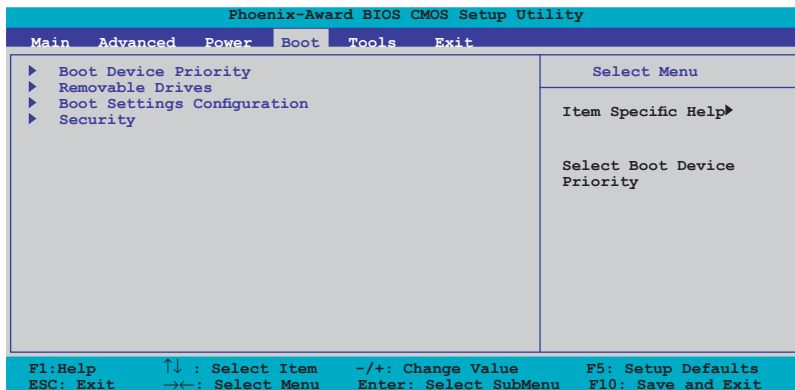 Phoenix-Award BIOS CMOS Setup Utility
Main Advanced Power Boot Tools Exit
Boot Device Priority
Removable Drives
Boot Settings Configuration
Security
Select Menu
Item Specific Help
Select Boot Device
Priority
F1:Help ↑↓ : Select Item -/+: Change Value F5: Setup Defaults
ESC: Exit →←: Select Menu Enter: Select SubMenu F10: Save and Exit